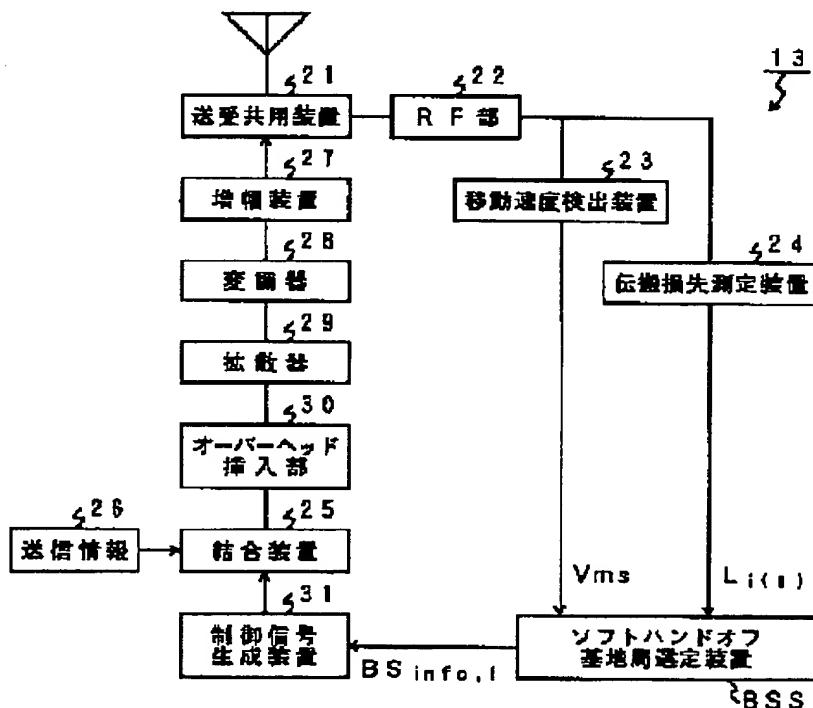 13
21
送受共用装置
22
RF部
27
増幅装置
23
移動速度検出装置
28
変調器
24
伝搬損失測定装置
29
拡散器
30
オーバーヘッド
挿入部
26
送信情報
25
結合装置
Vms
31
制御信号
生成装置
BSinfo,i
ソフトハンドオフ
基地局選定装置
BSS